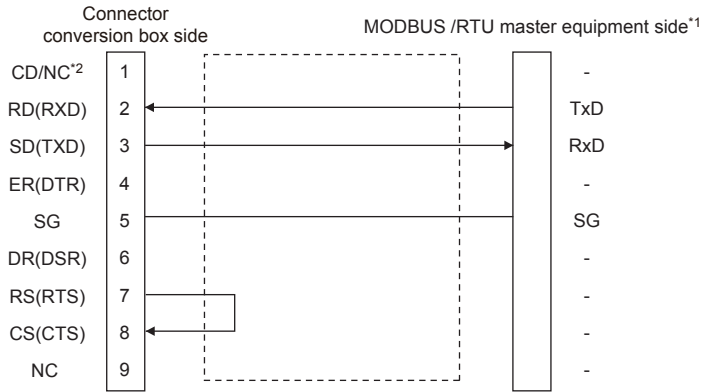 Connector
conversion box side
MODBUS /RTU master equipment side*1
CD/NC*2 1 -
RD(RXD) 2 TxD
SD(TXD) 3 RxD
ER(DTR) 4 -
SG 5 SG
DR(DSR) 6 -
RS(RTS) 7 -
CS(CTS) 8 -
NC 9 -